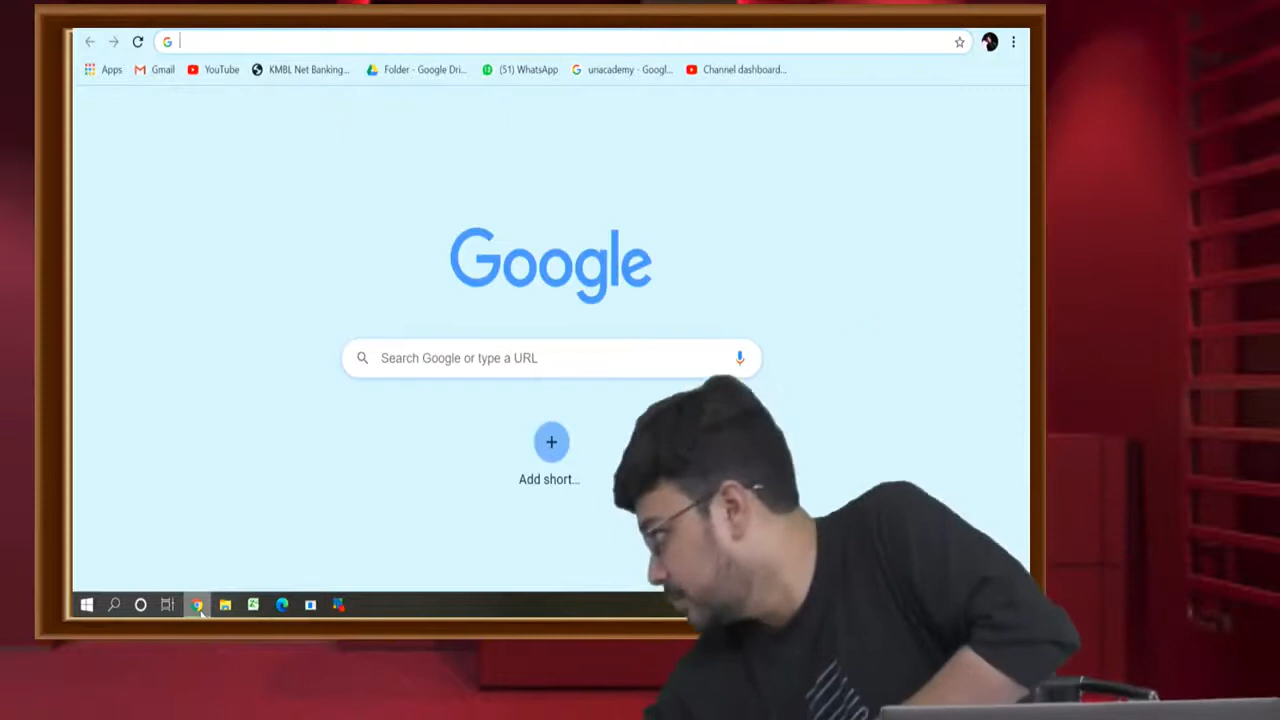 Apps Gmail YouTube KMBL Net Banking... Folder - Google Dri... (51) WhatsApp unacademy - Googl... Channel dashboard...
Google
Search Google or type a URL
Add short...